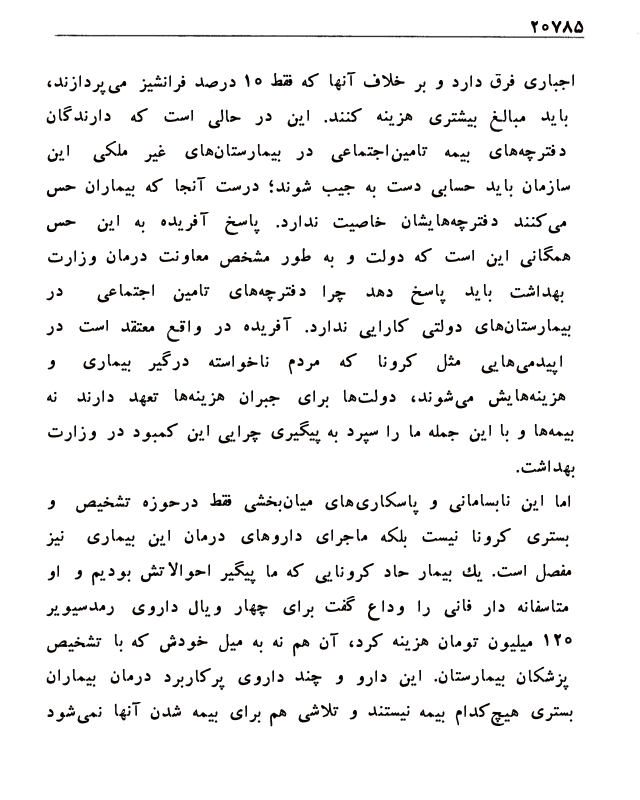 ۲۰۷۸۵
اجباری فرق دارد و بر خلاف آنها که فقط ۱۵ درصد فرانشیز می‌پردازند،
باید مبالغ بیشتری هزینه کنند. این در حالی است که دارندگان
دفترچه‌های بیمه تامین‌اجتماعی در بیمارستان‌های غیر ملکی این
سازمان باید حسابی دست به جیب شوند؛ درست آنجا که بیماران حس
می‌کنند دفترچه‌هایشان خاصیت ندارد. پاسخ آفریده به این حس
همگانی این است که دولت و به طور مشخص معاونت درمان وزارت
بهداشت باید پاسخ دهد چرا دفترچه‌های تامین اجتماعی در
بیمارستان‌های دولتی کارایی ندارد. آفریده در واقع معتقد است در
اپیدمی‌هایی مثل کرونا که مردم ناخواسته درگیر بیماری و
هزینه‌هایش می‌شوند، دولت‌ها برای جبران هزینه‌ها تعهد دارند نه
بیمه‌ها و با این جمله ما را سپرد به پیگیری چرایی این کمبود در وزارت
بهداشت.
اما این نابسامانی و پاسکاری‌های میان‌بخشی فقط درحوزه تشخیص و
بستری کرونا نیست بلکه ماجرای داروهای درمان این بیماری نیز
مفصل است. یك بیمار حاد کرونایی که ما پیگیر احوالاتش بودیم و او
متاسفانه دار فانی را وداع گفت برای چهار ویال داروی رمدسیویر
۱۲۰ میلیون تومان هزینه کرد، آن هم نه به میل خودش که با تشخیص
پزشکان بیمارستان. این دارو و چند داروی پرکاربرد درمان بیماران
بستری هیچ‌کدام بیمه نیستند و تلاشی هم برای بیمه شدن آنها نمی‌شود